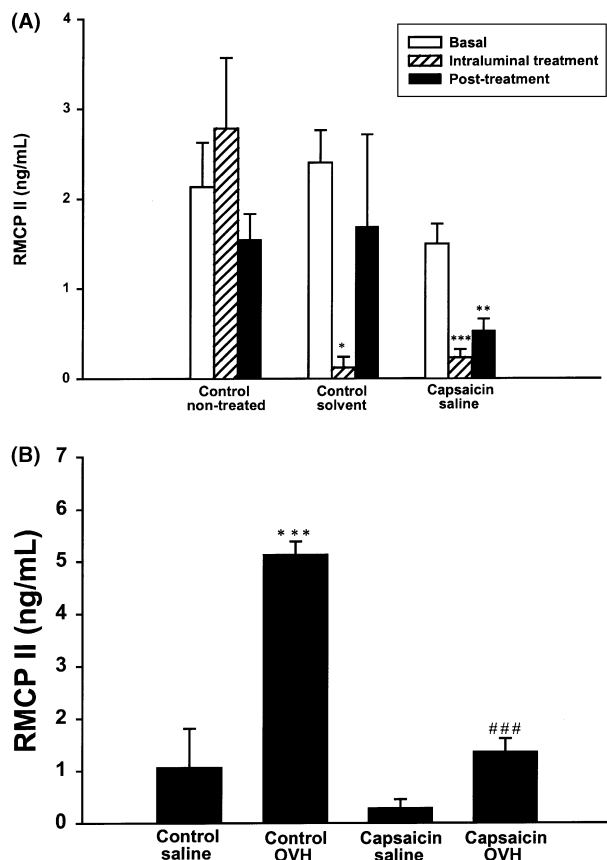 (A)
4
3
2
1
0
RMCP II (ng/mL)
Basal
Intraluminal treatment
Post-treatment
*
***
**
Control
non-treated
Control
solvent
Capsaicin
saline
(B)
7
6
5
4
3
2
1
0
RMCP II (ng/mL)
***
###
Control
saline
Control
OVH
Capsaicin
saline
Capsaicin
OVH